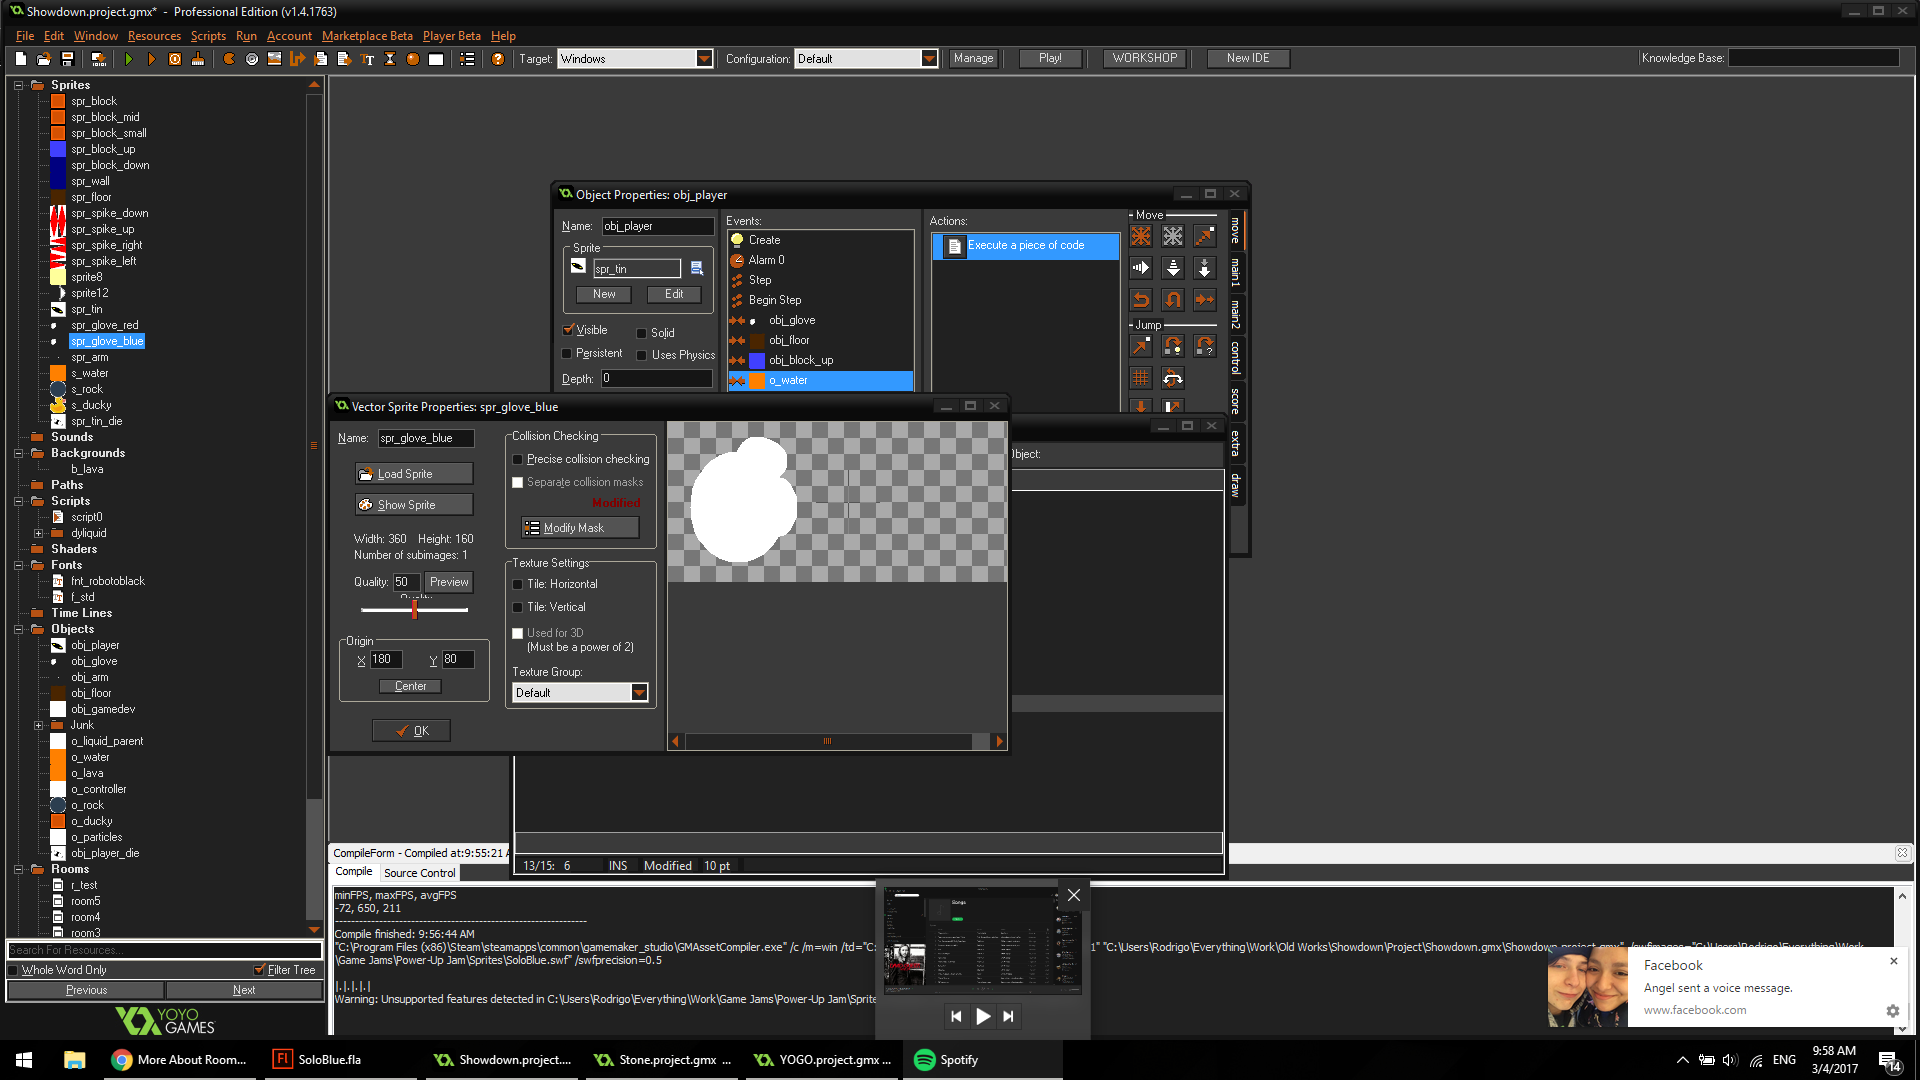 Showdown.project.gmx* - Professional Edition (v1.4.1763)
File Edit Window Resources Scripts Run Account Marketplace Beta Player Beta Help
Target: Windows Configuration: Default Manage Play! WORKSHOP New IDE Knowledge Base:
Sprites
spr_block
spr_block_mid
spr_block_small
spr_block_up
spr_block_down
spr_wall
spr_floor
spr_spike_down
spr_spike_up
spr_spike_right
spr_spike_left
sprite8
sprite12
spr_tin
spr_glove_red
spr_glove_blue
spr_arm
s_water
s_rock
s_ducky
spr_tin_die
Sounds
Backgrounds
b_lava
Paths
Scripts
script0
dyliquid
Shaders
Fonts
fnt_robotoblack
f_std
Time Lines
Objects
obj_player
obj_glove
obj_arm
obj_floor
obj_gamedev
Junk
o_liquid_parent
o_water
o_lava
o_controller
o_rock
o_ducky
o_particles
obj_player_die
Rooms
r_test
room5
room4
room3
Search For Resources...
Whole Word Only Filter Tree
Previous Next
YOYO
GAMES
Object Properties: obj_player
Name: obj_player
Sprite
spr_tin
New Edit
Visible Solid
Persistent Uses Physics
Depth: 0
Events:
Create
Alarm 0
Step
Begin Step
obj_glove
obj_floor
obj_block_up
o_water
Actions:
Execute a piece of code
Move
Jump
move
main1
main2
control
score
extra
draw
Vector Sprite Properties: spr_glove_blue
Name: spr_glove_blue
Load Sprite
Show Sprite
Width: 360 Height: 160
Number of subimages: 1
Quality: 50 Preview
Origin
X 180 Y 80
Center
OK
Collision Checking
Precise collision checking
Separate collision masks
Modified
Modify Mask
Texture Settings
Tile: Horizontal
Tile: Vertical
Used for 3D
(Must be a power of 2)
Texture Group:
Default
Object:
13/15: 6 INS Modified 10 pt
CompileForm - Compiled at:9:55:21
Compile Source Control
minFPS, maxFPS, avgFPS
-72, 650, 211
Compile finished: 9:56:44 AM
"C:\Program Files (x86)\Steam\steamapps\common\gamemaker_studio\GMAssetCompiler.exe" /c /m=win /td="C: 1" "C:\Users\Rodrigo\Everything\Work\Old Works\Showdown\Project\Showdown.gmx\Showdown.project.gmx" /swfimages="C:\Users\Rodrigo\Everything\Work
\Game Jams\Power-Up Jam\Sprites\SoloBlue.swf" /swfprecision=0.5
|.|.|.|.|
Warning: Unsupported features detected in C:\Users\Rodrigo\Everything\Work\Game Jams\Power-Up Jam\Sprite
Songs
Facebook
Angel sent a voice message.
www.facebook.com
More About Room... SoloBlue.fla Showdown.project.... Stone.project.gmx ... YOGO.project.gmx ... Spotify
ENG
9:58 AM
3/4/2017
14